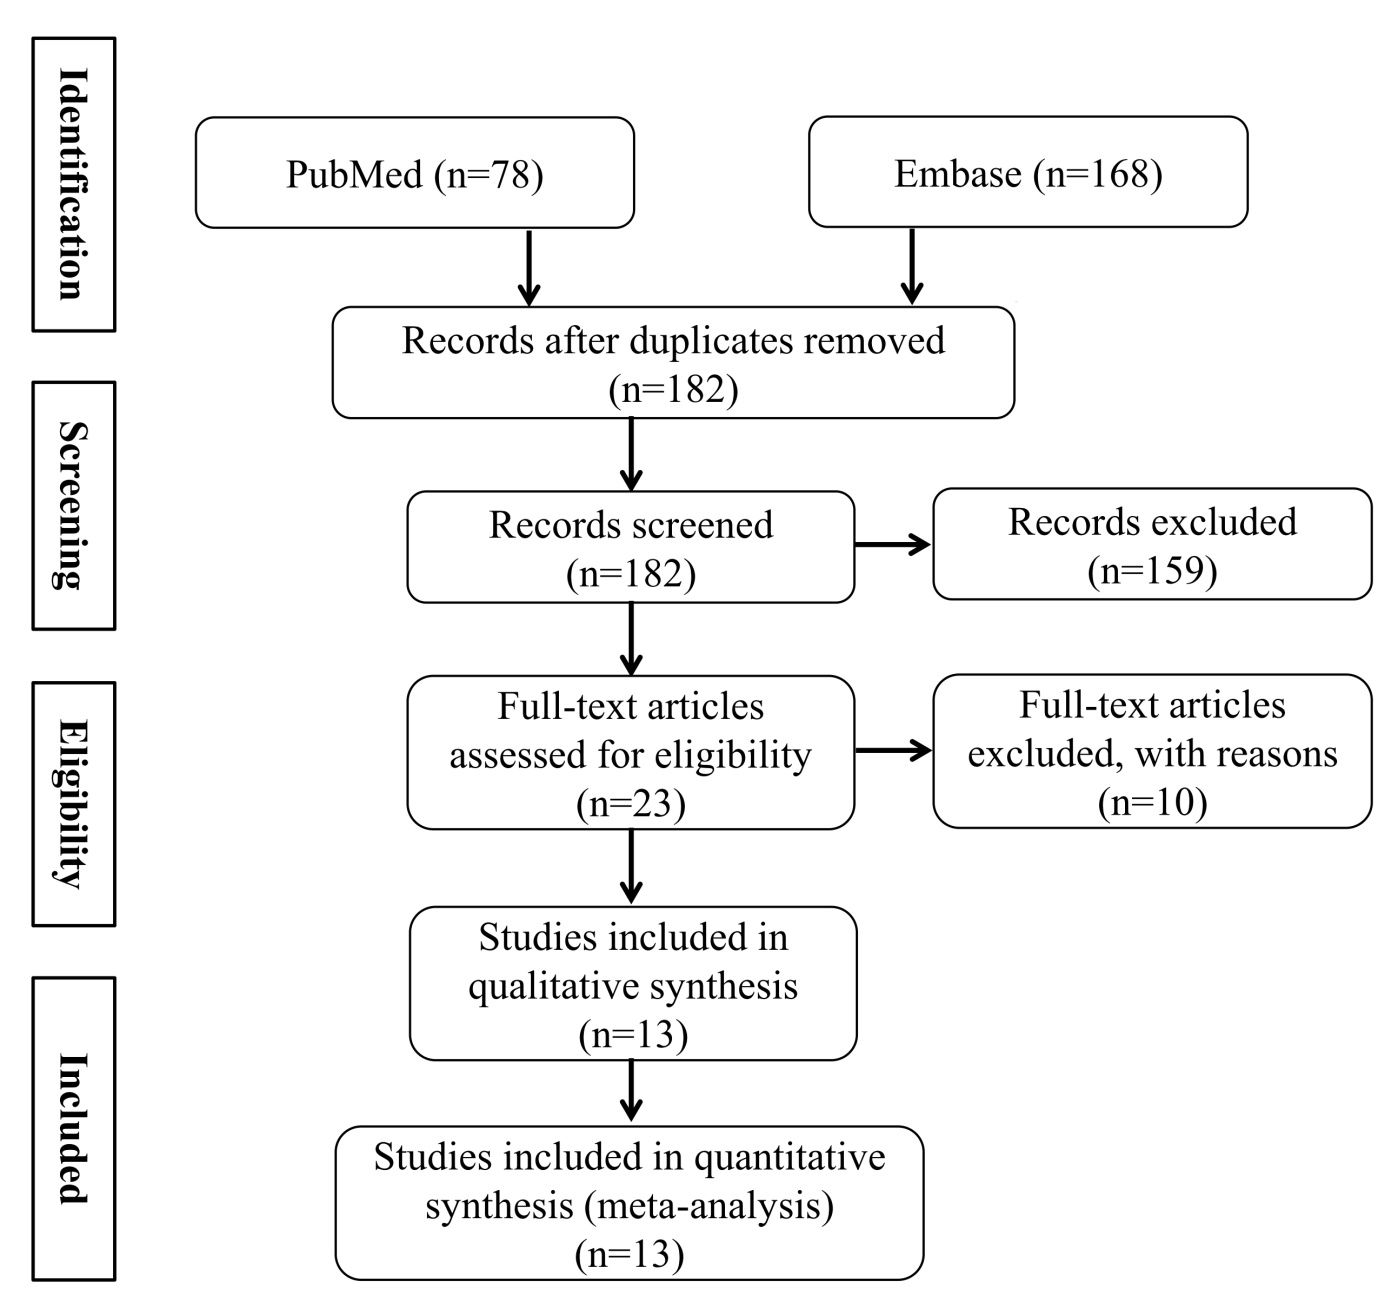 Identification
PubMed (n=78)
Embase (n=168)
Records after duplicates removed
(n=182)
Screening
Records screened
(n=182)
Records excluded
(n=159)
Eligibility
Full-text articles
assessed for eligibility
(n=23)
Full-text articles
excluded, with reasons
(n=10)
Included
Studies included in
qualitative synthesis
(n=13)
Studies included in quantitative
synthesis (meta-analysis)
(n=13)